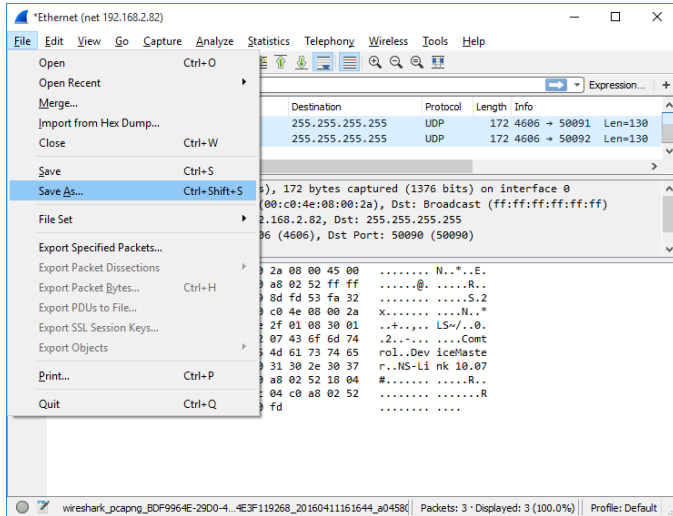 *Ethernet (net 192.168.2.82)
File Edit View Go Capture Analyze Statistics Telephony Wireless Tools Help
Open Ctrl+O
Open Recent
Merge...
Import from Hex Dump...
Close Ctrl+W
Save Ctrl+S
Save As... Ctrl+Shift+S
File Set
Export Specified Packets...
Export Packet Dissections
Export Packet Bytes... Ctrl+H
Export PDUs to File...
Export SSL Session Keys...
Export Objects
Print... Ctrl+P
Quit Ctrl+Q
Expression... +
Destination Protocol Length Info
255.255.255.255 UDP 172 4606 → 50091 Len=130
255.255.255.255 UDP 172 4606 → 50092 Len=130
s), 172 bytes captured (1376 bits) on interface 0
(00:c0:4e:08:00:2a), Dst: Broadcast (ff:ff:ff:ff:ff:ff)
2.168.2.82, Dst: 255.255.255.255
06 (4606), Dst Port: 50090 (50090)
2a 08 00 45 00 ........ N..*..E.
a8 02 52 ff ff ......@. .....R..
8d fd 53 fa 32 ........ .....S.2
c0 4e 08 00 2a x....... ....N..*
2f 01 08 30 01 ..+..,.. LS~/..0.
07 43 6f 6d 74 .2..-... ....Comt
4d 61 73 74 65 rol..Dev iceMaste
31 30 2e 30 37 r..NS-Li nk 10.07
a8 02 52 18 04 #....... .....R..
04 c0 a8 02 52 ........ .......R
fd ........ ....
wireshark_pcapng_BDF9964E-29D0-4...4E3F119268_20160411161644_a04580 Packets: 3 · Displayed: 3 (100.0%) Profile: Default